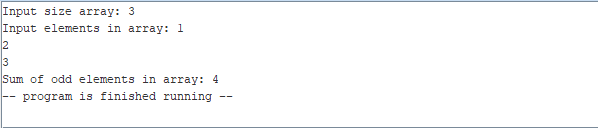 Input size array: 3
Input elements in array: 1
2
3
Sum of odd elements in array: 4
-- program is finished running --